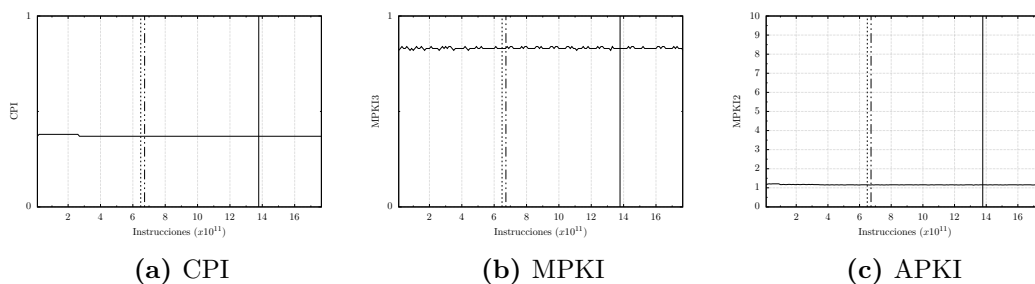 CPI
1
0
2 4 6 8 10 12 14 16
Instrucciones (x10^11)
(a) CPI
MPKI3
1
0
2 4 6 8 10 12 14 16
Instrucciones (x10^11)
(b) MPKI
MPKI2
10
9
8
7
6
5
4
3
2
1
0
2 4 6 8 10 12 14 16
Instrucciones (x10^11)
(c) APKI